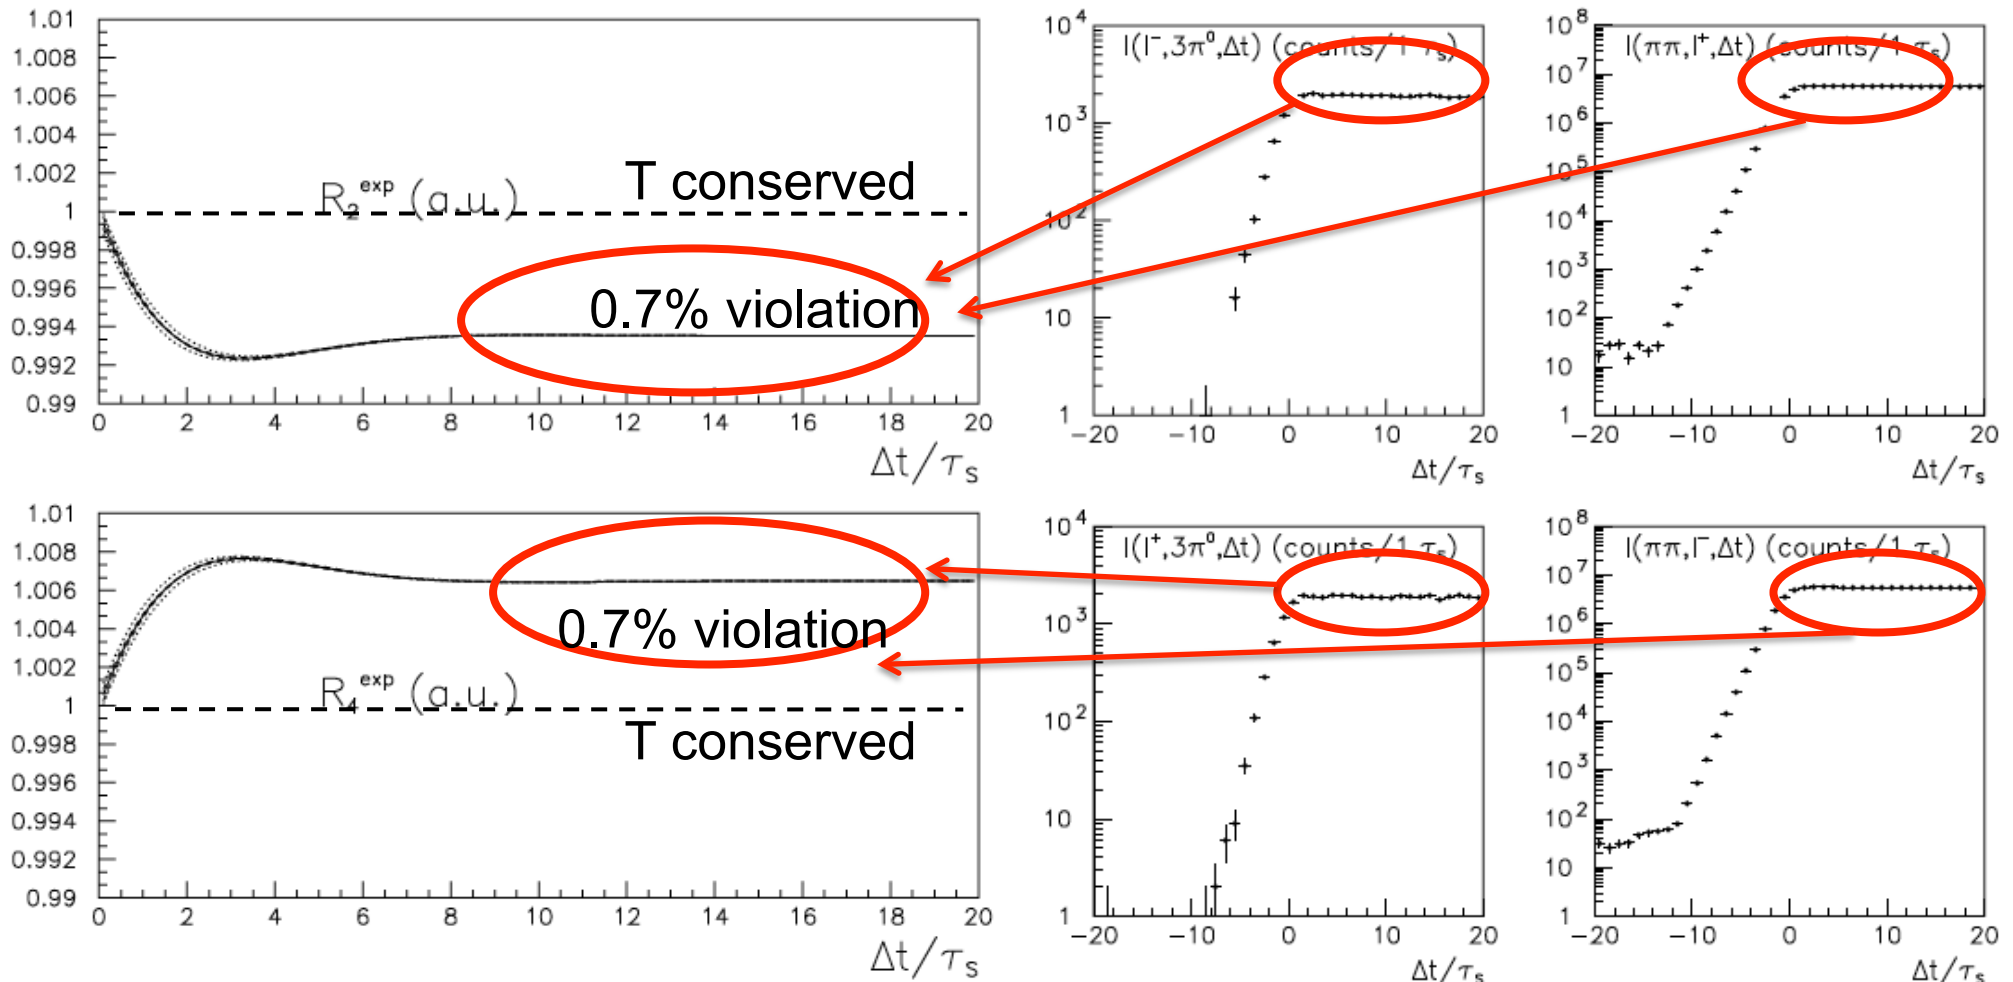 1.01
1.008
1.006
1.004
1.002
1
0.998
0.996
0.994
0.992
0.99
R₂ᵉˣᵖ (a.u.)
T conserved
0.7% violation
0 2 4 6 8 10 12 14 16 18 20
Δt/τₛ
I(l⁻,3π⁰,Δt) (counts/1 τₛ)
10⁴
10³
10²
10
1
−20 −10 0 10 20
Δt/τₛ
I(ππ,l⁺,Δt) (counts/1 τₛ)
10⁸
10⁷
10⁶
10⁵
10⁴
10³
10²
10
1
−20 −10 0 10 20
Δt/τₛ
1.01
1.008
1.006
1.004
1.002
1
0.998
0.996
0.994
0.992
0.99
0.7% violation
R₄ᵉˣᵖ (a.u.)
T conserved
0 2 4 6 8 10 12 14 16 18 20
Δt/τₛ
I(l⁺,3π⁰,Δt) (counts/1 τₛ)
10⁴
10³
10²
10
1
−20 −10 0 10 20
Δt/τₛ
I(ππ,l⁻,Δt) (counts/1 τₛ)
10⁸
10⁷
10⁶
10⁵
10⁴
10³
10²
10
1
−20 −10 0 10 20
Δt/τₛ